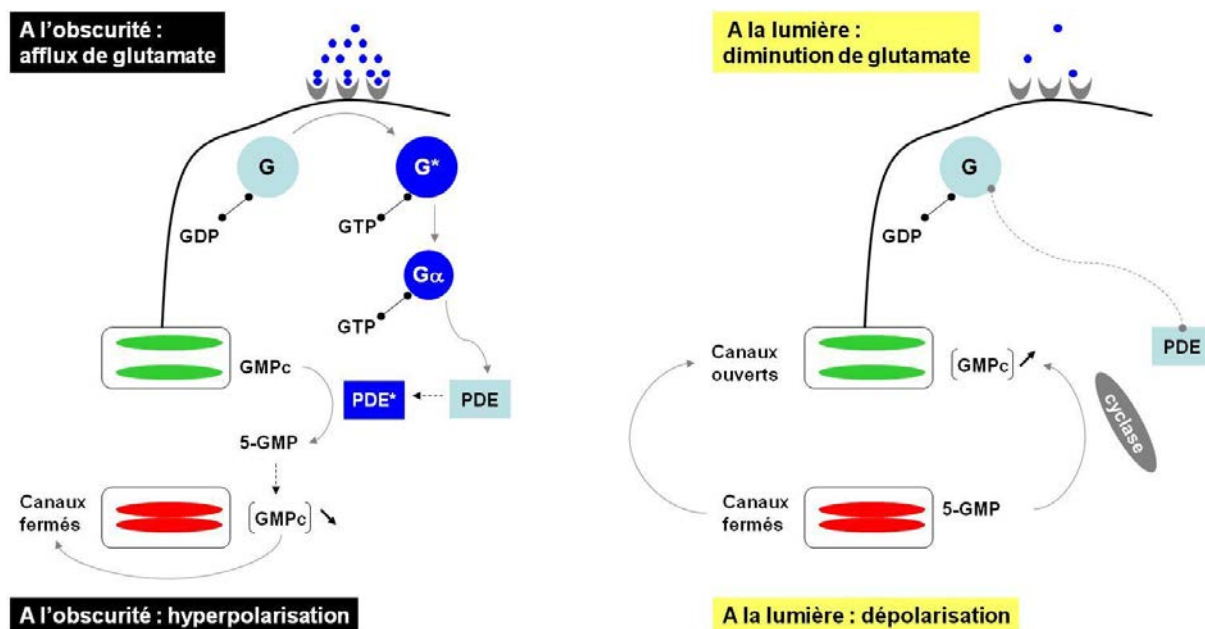 A l’obscurité :
afflux de glutamate
G
G*
GDP
GTP
Gα
GTP
GMPc
PDE*
PDE
5-GMP
Canaux
fermés
[GMPc]
A l’obscurité : hyperpolarisation
A la lumière :
diminution de glutamate
G
GDP
PDE
Canaux
ouverts
[GMPc]
cyclase
Canaux
fermés
5-GMP
A la lumière : dépolarisation